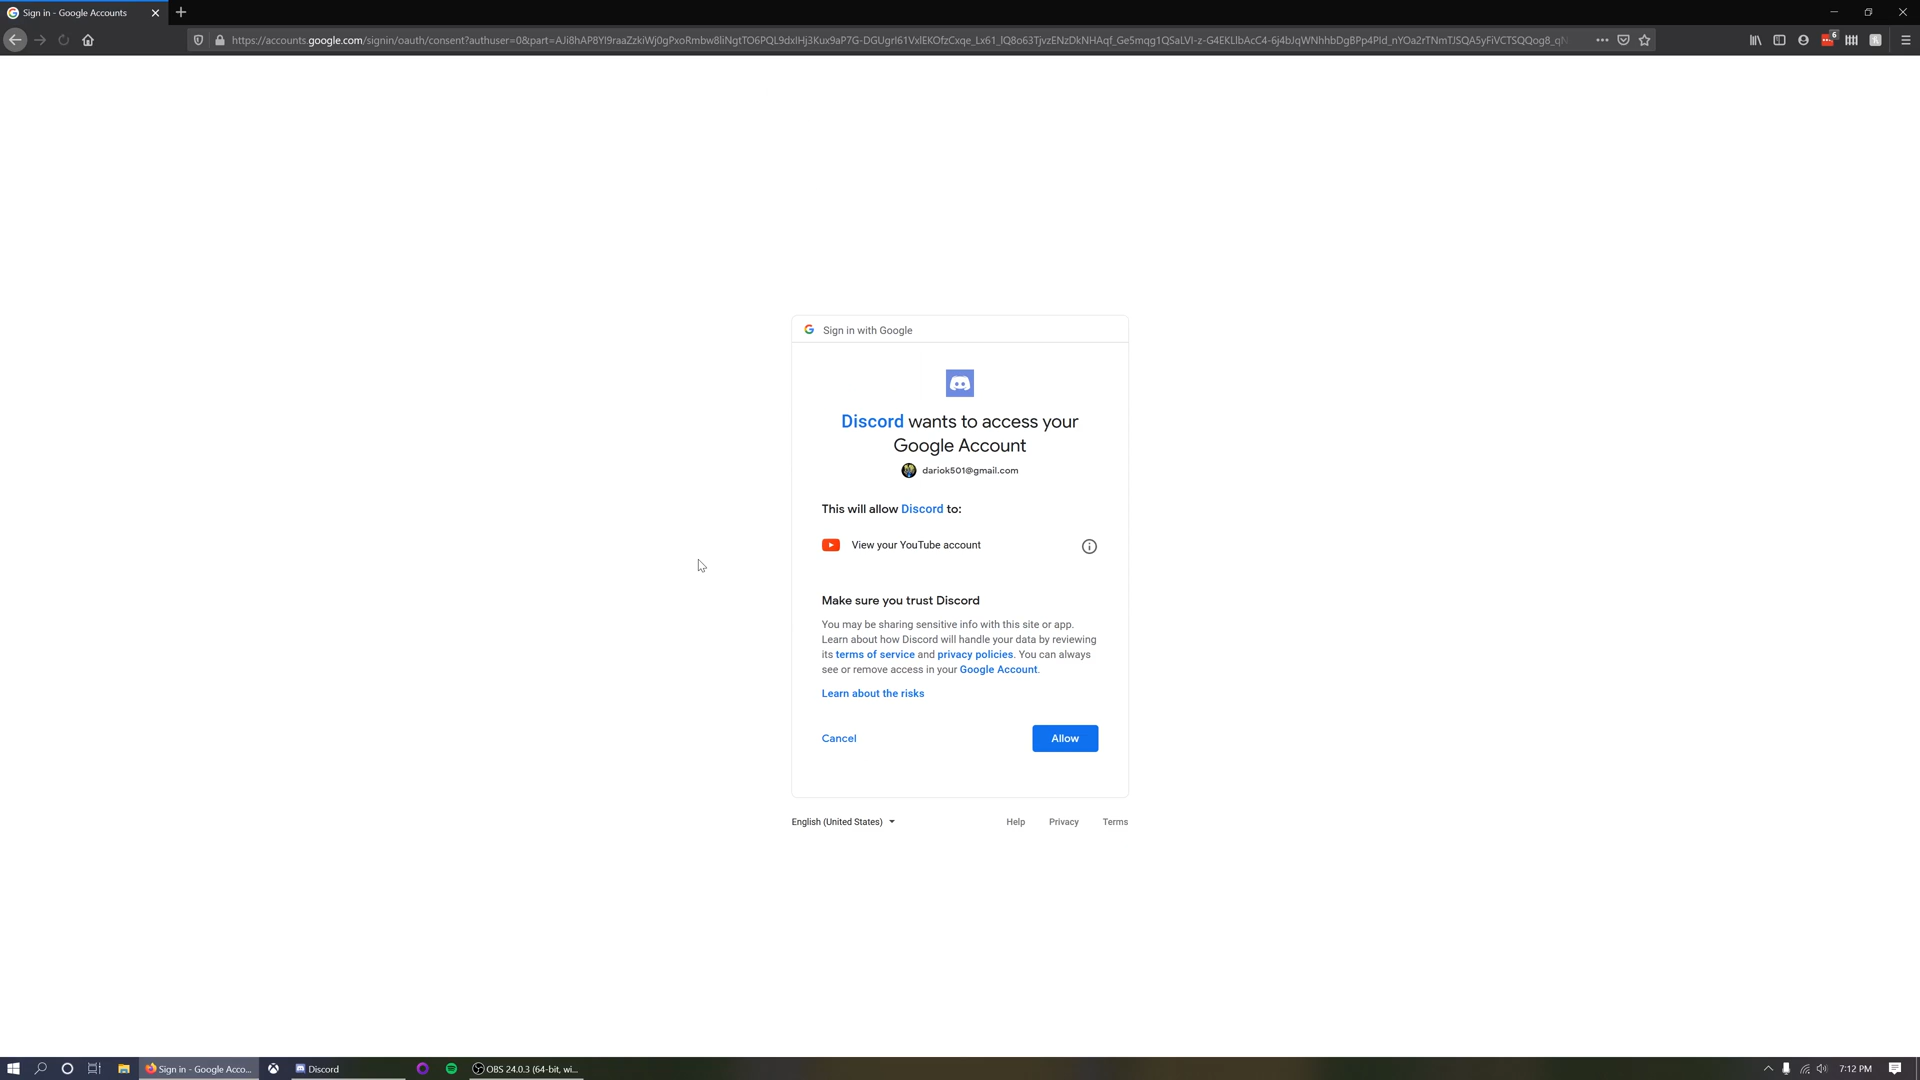 Sign in - Google Accounts
https://accounts.google.com/signin/oauth/consent?authuser=0&part=
6
Sign in with Google
Discord wants to access your
Google Account
dariok501@gmail.com
This will allow Discord to:
View your YouTube account
Make sure you trust Discord
You may be sharing sensitive info with this site or app.
Learn about how Discord will handle your data by reviewing
its terms of service and privacy policies. You can always
see or remove access in your Google Account.
Learn about the risks
Cancel
Allow
English (United States)
Help
Privacy
Terms
Sign in - Google Acco...
Discord
OBS 24.0.3 (64-bit, wi...
7:12 PM